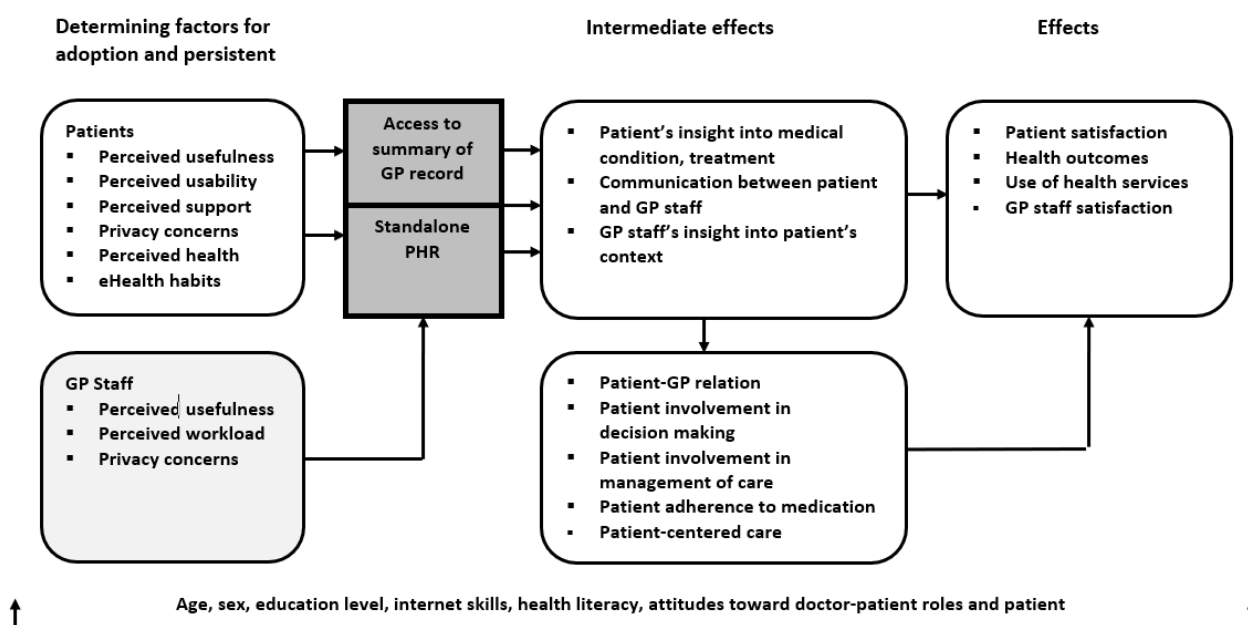 Determining factors for
adoption and persistent
Intermediate effects
Effects
Patients
▪ Perceived usefulness
▪ Perceived usability
▪ Perceived support
▪ Privacy concerns
▪ Perceived health
▪ eHealth habits
Access to
summary of
GP record
Standalone
PHR
▪ Patient’s insight into medical
condition, treatment
▪ Communication between patient
and GP staff
▪ GP staff’s insight into patient’s
context
▪ Patient satisfaction
▪ Health outcomes
▪ Use of health services
▪ GP staff satisfaction
GP Staff
▪ Perceived usefulness
▪ Perceived workload
▪ Privacy concerns
▪ Patient-GP relation
▪ Patient involvement in
decision making
▪ Patient involvement in
management of care
▪ Patient adherence to medication
▪ Patient-centered care
Age, sex, education level, internet skills, health literacy, attitudes toward doctor-patient roles and patient